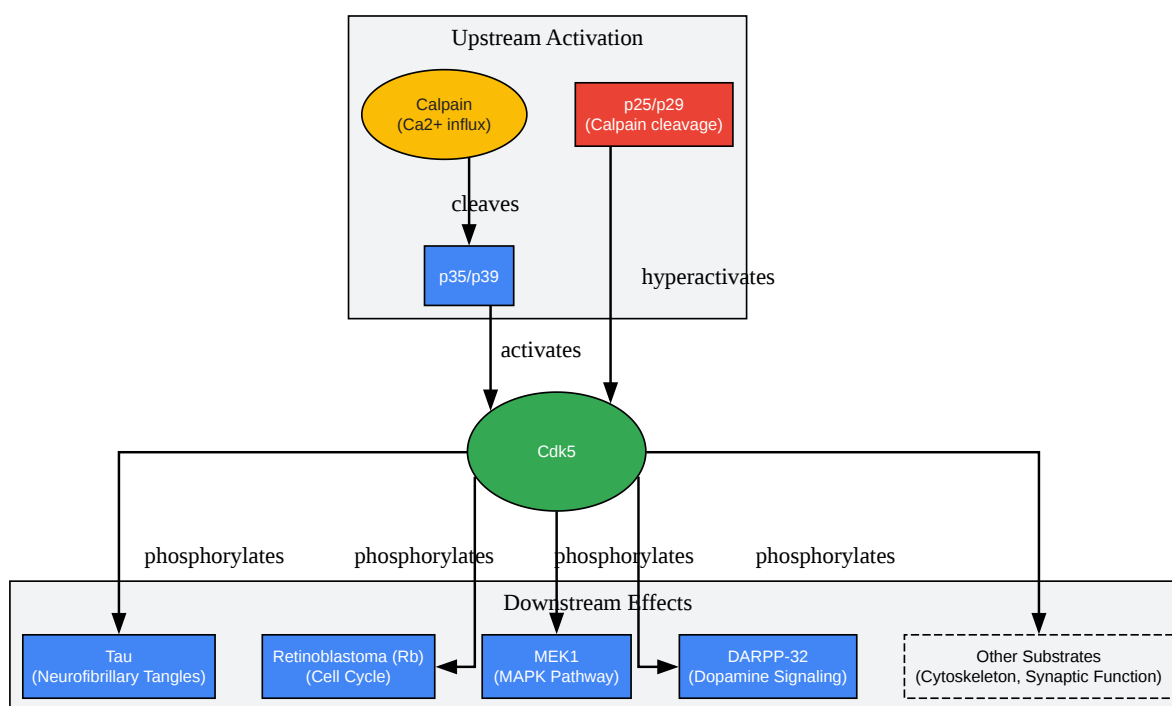 Upstream Activation
Calpain
(Ca2+ influx)
p25/p29
(Calpain cleavage)
cleaves
p35/p39
hyperactivates
activates
Cdk5
phosphorylates
phosphorylates
phosphorylates
phosphorylates
Downstream Effects
Tau
(Neurofibrillary Tangles)
Retinoblastoma (Rb)
(Cell Cycle)
MEK1
(MAPK Pathway)
DARPP-32
(Dopamine Signaling)
Other Substrates
(Cytoskeleton, Synaptic Function)